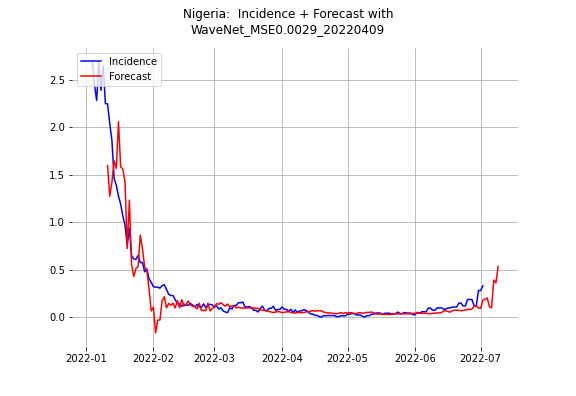 Nigeria:  Incidence + Forecast with
WaveNet_MSE0.0029_20220409
Incidence
Forecast
2.5
2.0
1.5
1.0
0.5
0.0
2022-01 2022-02 2022-03 2022-04 2022-05 2022-06 2022-07